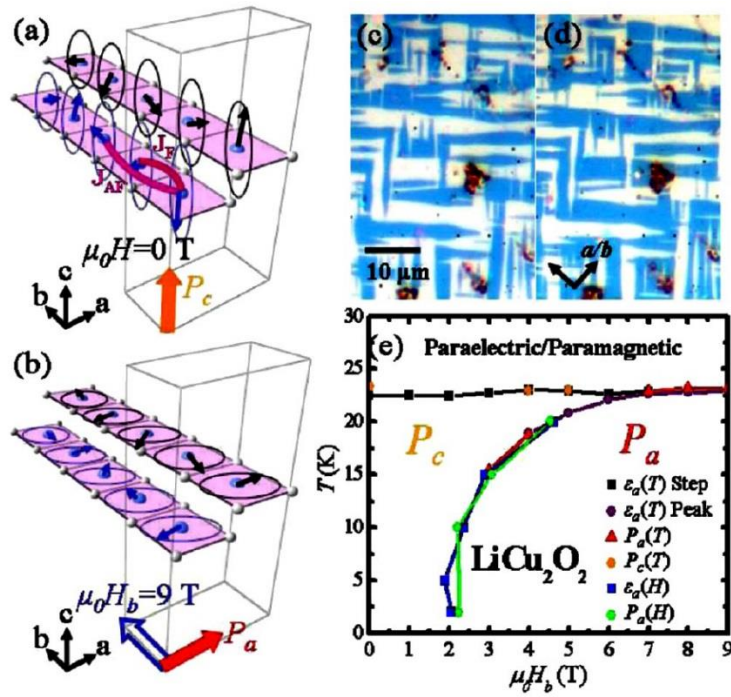 (a)
J_F
J_AF
μ₀H=0 T
P_c
c
b
a
(b)
μ₀H_b=9 T
P_a
c
b
a
(c)
(d)
10 μm
a/b
(e)
Paraelectric/Paramagnetic
P_c
P_a
ε_a(T) Step
ε_a(T) Peak
P_a(T)
P_c(T)
ε_a(H)
P_a(H)
LiCu₂O₂
T(K)
30
25
20
15
10
5
0
0 1 2 3 4 5 6 7 8 9
μ₀H_b(T)